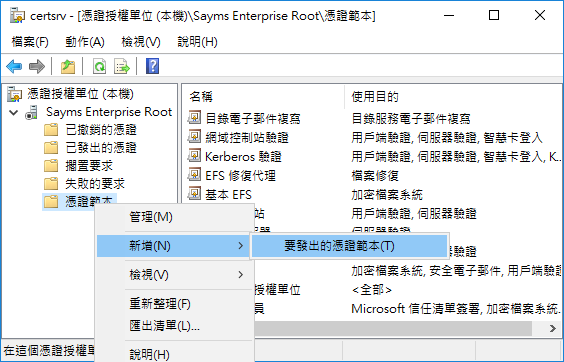 certsrv - [憑證授權單位 (本機)\Sayms Enterprise Root\憑證範本]
檔案(F) 動作(A) 檢視(V) 說明(H)
憑證授權單位 (本機)
Sayms Enterprise Root
已撤銷的憑證
已發出的憑證
擱置要求
失敗的要求
憑證範本
名稱 使用目的
目錄電子郵件複寫 目錄服務電子郵件複寫
網域控制站驗證 用戶端驗證, 伺服器驗證, 智慧卡登入
Kerberos 驗證 用戶端驗證, 伺服器驗證, 智慧卡登入, K...
EFS 修復代理 檔案修復
基本 EFS 加密檔案系統
站 用戶端驗證, 伺服器驗證
伺服器驗證
驗證
加密檔案系統, 安全電子郵件, 用戶端驗
授權單位 <全部>
員 Microsoft 信任清單簽署, 加密檔案系統,
管理(M)
新增(N)
要發出的憑證範本(T)
檢視(V)
重新整理(F)
匯出清單(L)...
說明(H)
在這個憑證授權單